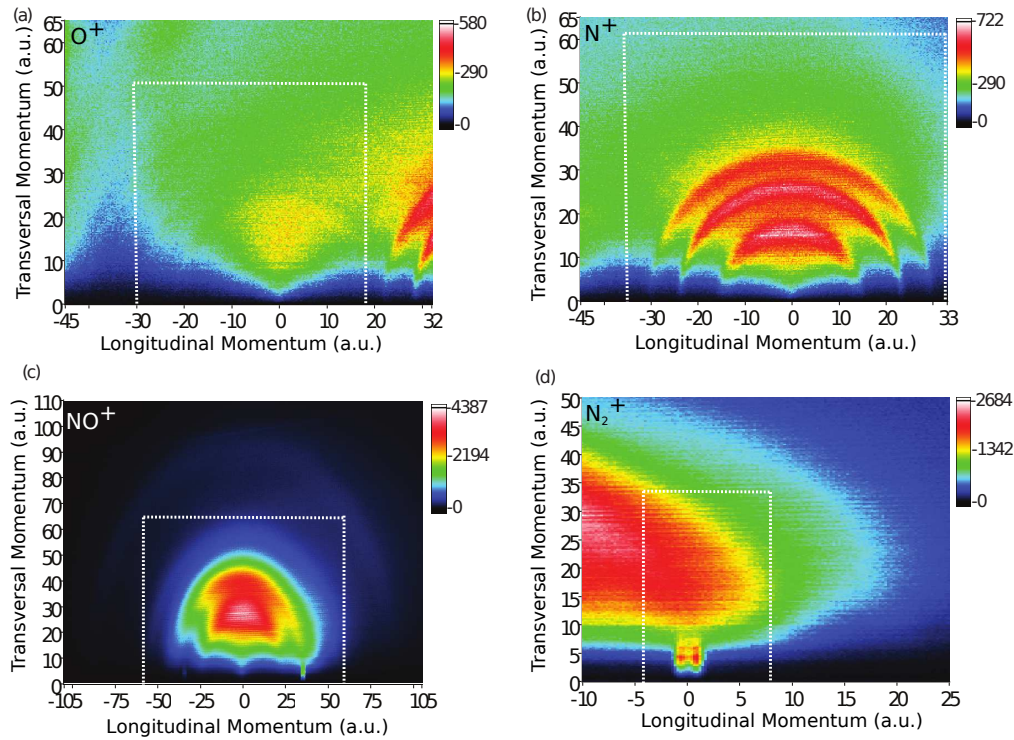 (a)
O+
65
60
50
40
30
20
10
0
Transversal Momentum (a.u.)
-45 -30 -20 -10 0 10 20 32
Longitudinal Momentum (a.u.)
580
290
0
(b)
N+
65
60
50
40
30
20
10
0
Transversal Momentum (a.u.)
-45 -30 -20 -10 0 10 20 33
Longitudinal Momentum (a.u.)
722
290
0
(c)
NO+
110
100
90
80
70
60
50
40
30
20
10
0
Transversal Momentum (a.u.)
-105 -75 -50 -25 0 25 50 75 105
Longitudinal Momentum (a.u.)
4387
2194
0
(d)
N₂+
50
45
40
35
30
25
20
15
10
5
0
Transversal Momentum (a.u.)
-10 -5 0 5 10 15 20 25
Longitudinal Momentum (a.u.)
2684
1342
0